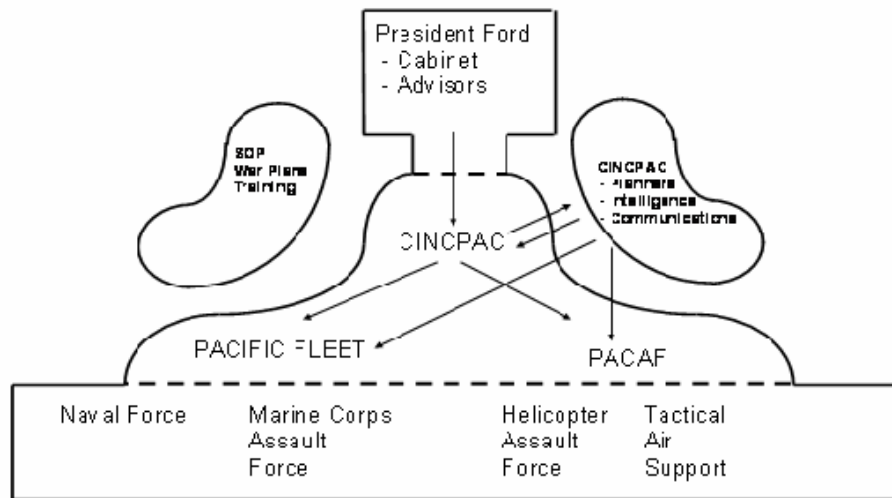 President Ford
- Cabinet
- Advisors
SOP
War Plans
Training
CINCPAC
- Planners
- Intelligence
- Communications
CINCPAC
PACIFIC FLEET
PACAF
Naval Force
Marine Corps
Assault
Force
Helicopter
Assault
Force
Tactical
Air
Support